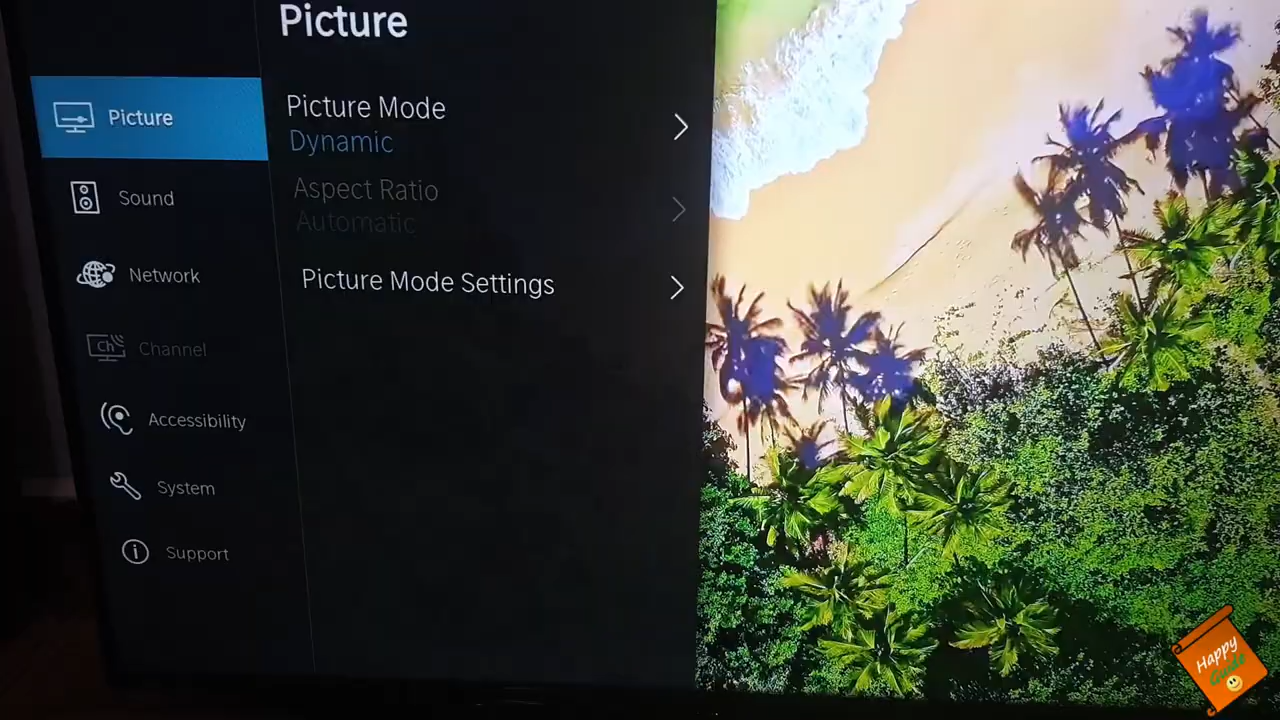 Picture
Picture
Sound
Network
Ch
Channel
Accessibility
System
Support
Picture Mode
Dynamic
Aspect Ratio
Automatic
Picture Mode Settings
Happy
Guide